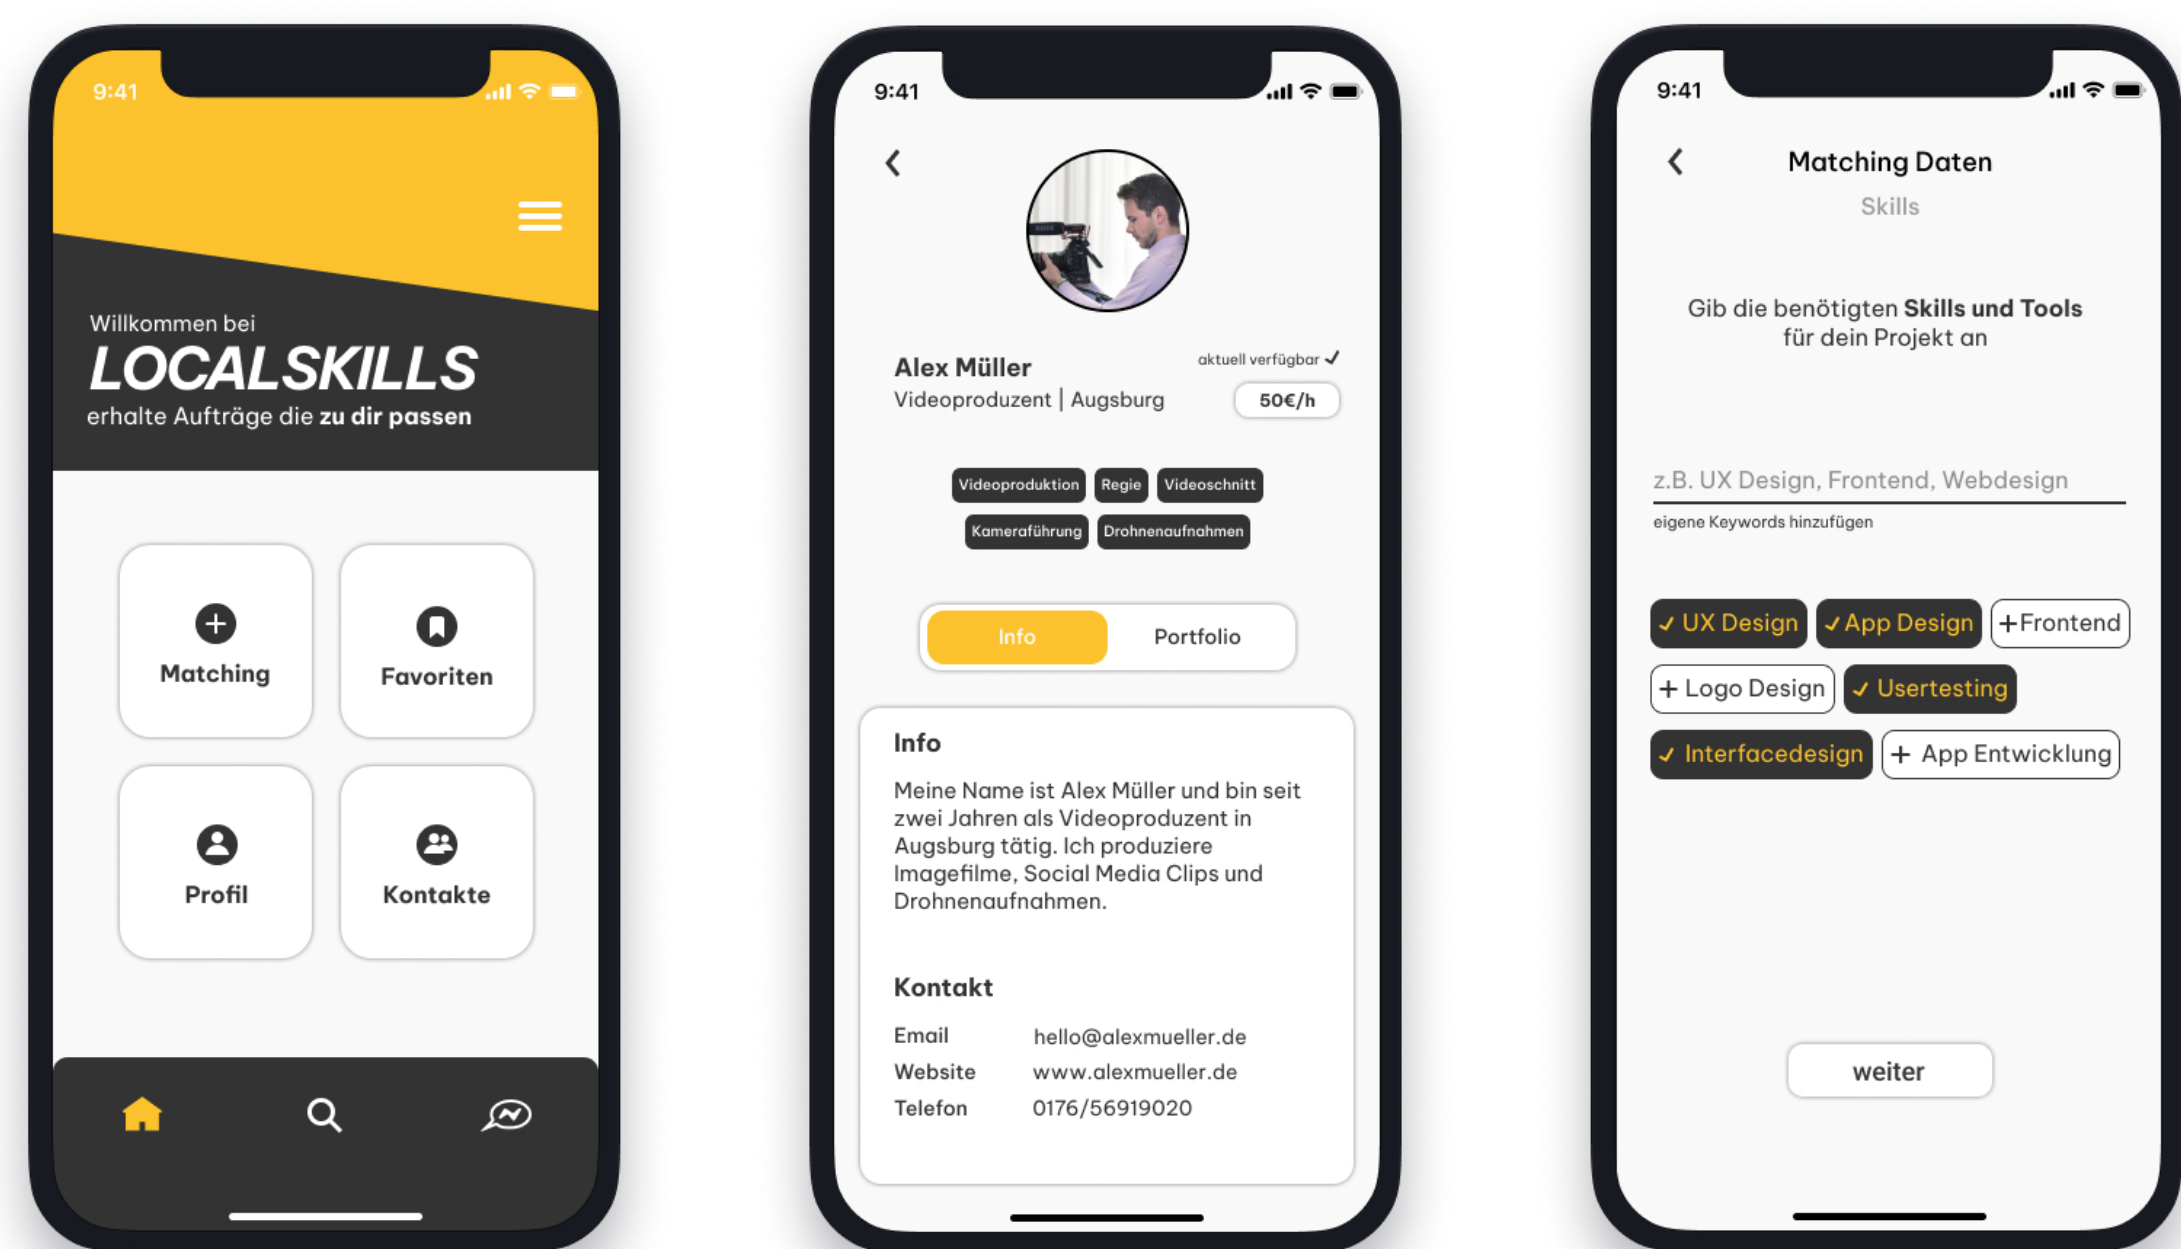 9:41
Willkommen bei
LOCALSKILLS
erhalte Aufträge die zu dir passen
Matching
Favoriten
Profil
Kontakte
9:41
Alex Müller
aktuell verfügbar
Videoproduzent | Augsburg
50€/h
Videoproduktion Regie Videoschnitt
Kameraführung Drohnenaufnahmen
Info Portfolio
Info
Meine Name ist Alex Müller und bin seit
zwei Jahren als Videoproduzent in
Augsburg tätig. Ich produziere
Imagefilme, Social Media Clips und
Drohnenaufnahmen.
Kontakt
Email hello@alexmueller.de
Website www.alexmueller.de
Telefon 0176/56919020
9:41
Matching Daten
Skills
Gib die benötigten Skills und Tools
für dein Projekt an
z.B. UX Design, Frontend, Webdesign
eigene Keywords hinzufügen
✓ UX Design ✓ App Design +Frontend
+ Logo Design ✓ Usertesting
✓ Interfacedesign + App Entwicklung
weiter